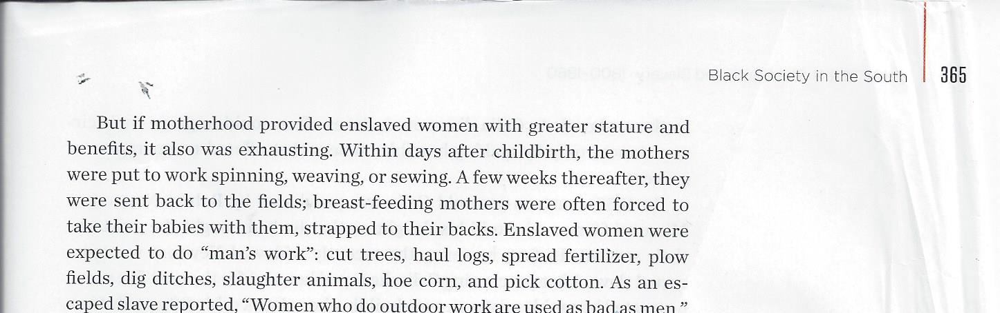 Black Society in the South 365
But if motherhood provided enslaved women with greater stature and
benefits, it also was exhausting. Within days after childbirth, the mothers
were put to work spinning, weaving, or sewing. A few weeks thereafter, they
were sent back to the fields; breast-feeding mothers were often forced to
take their babies with them, strapped to their backs. Enslaved women were
expected to do “man’s work”: cut trees, haul logs, spread fertilizer, plow
fields, dig ditches, slaughter animals, hoe corn, and pick cotton. As an es-
caped slave reported, “Women who do outdoor work are used as bad as men.”